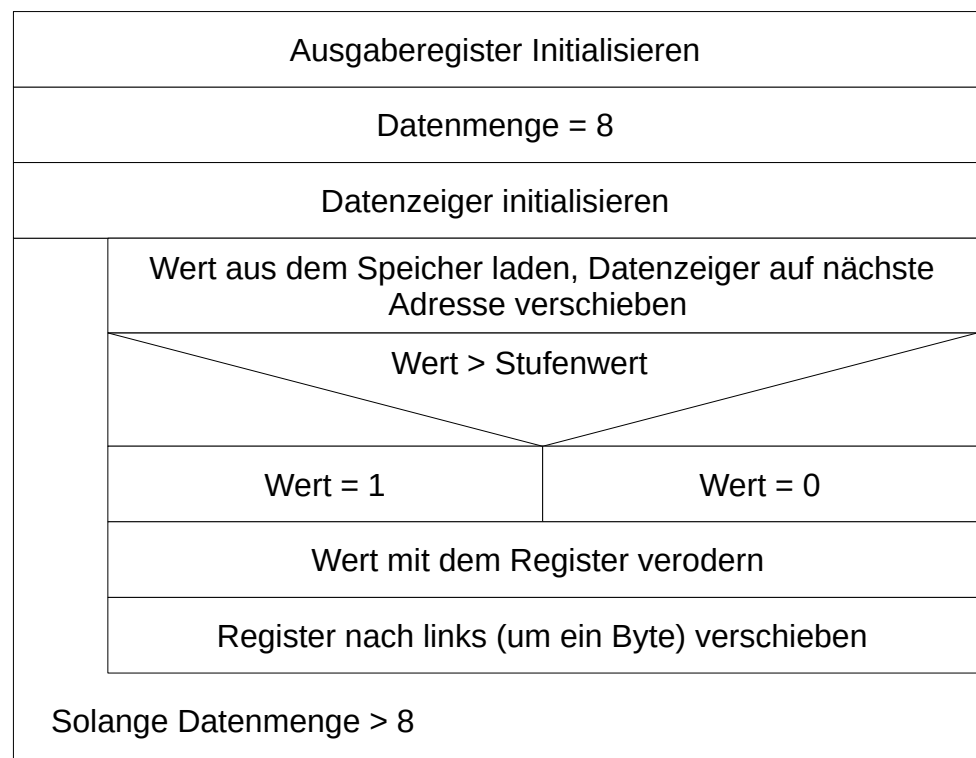 Ausgaberegister Initialisieren
Datenmenge = 8
Datenzeiger initialisieren
Wert aus dem Speicher laden, Datenzeiger auf nächste
Adresse verschieben
Wert > Stufenwert
Wert = 1
Wert = 0
Wert mit dem Register verodern
Register nach links (um ein Byte) verschieben
Solange Datenmenge > 8